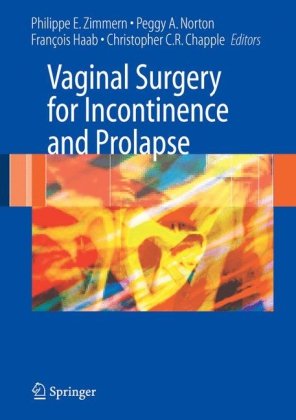 Philippe E. Zimmern • Peggy A. Norton
François Haab • Christopher C.R. Chapple Editors
Vaginal Surgery
for Incontinence
and Prolapse
Springer